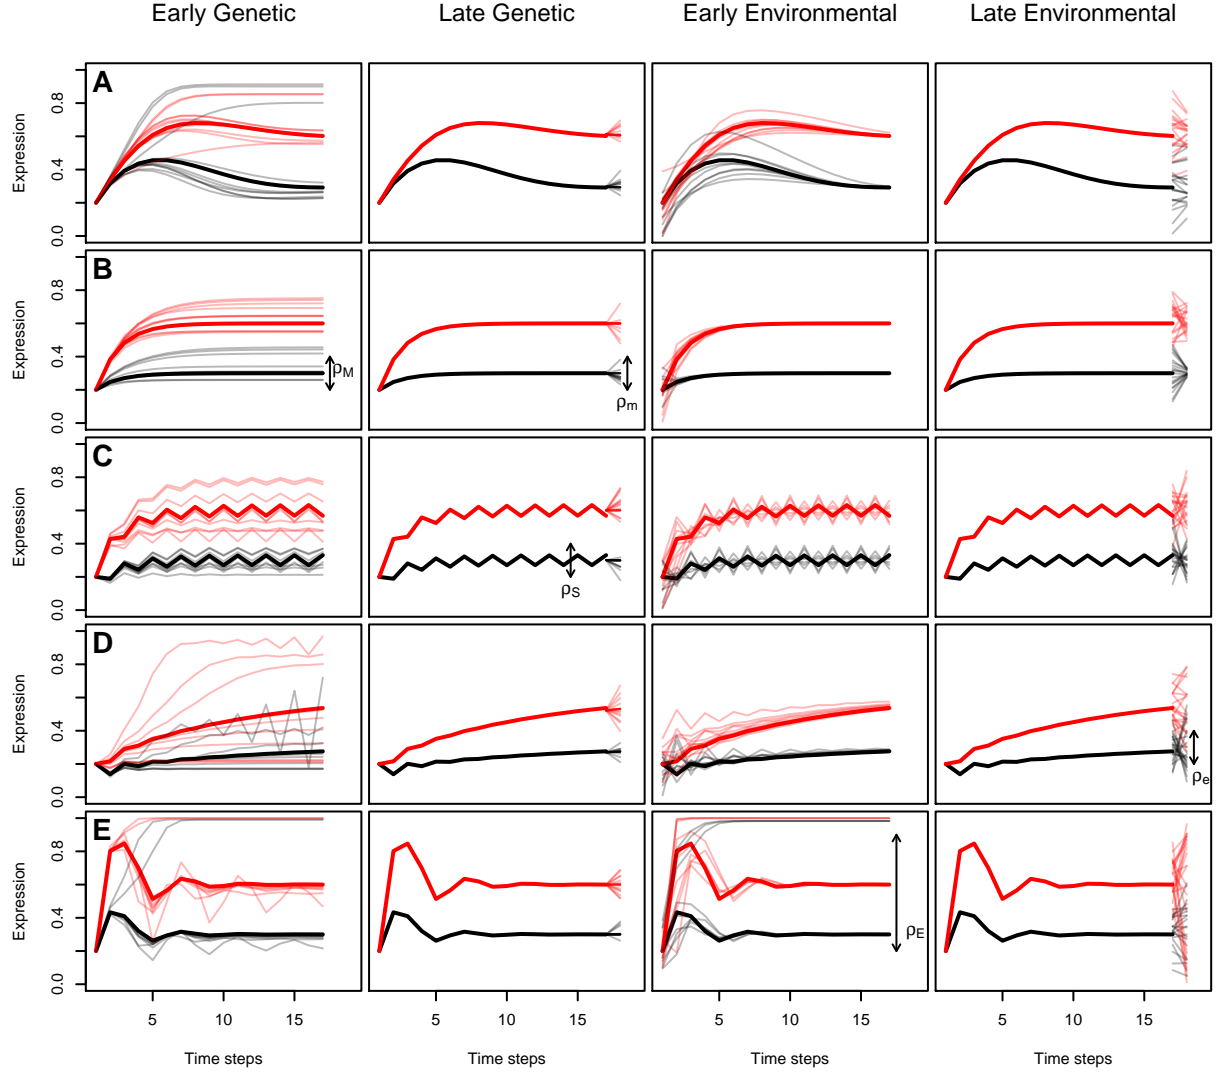 Early Genetic Late Genetic Early Environmental Late Environmental
A
Expression
0.0 0.4 0.8
B
Expression
0.0 0.4 0.8
ρM
ρm
C
Expression
0.0 0.4 0.8
ρS
D
Expression
0.0 0.4 0.8
ρe
E
Expression
0.0 0.4 0.8
ρE
5 10 15 5 10 15 5 10 15 5 10 15
Time steps Time steps Time steps Time steps